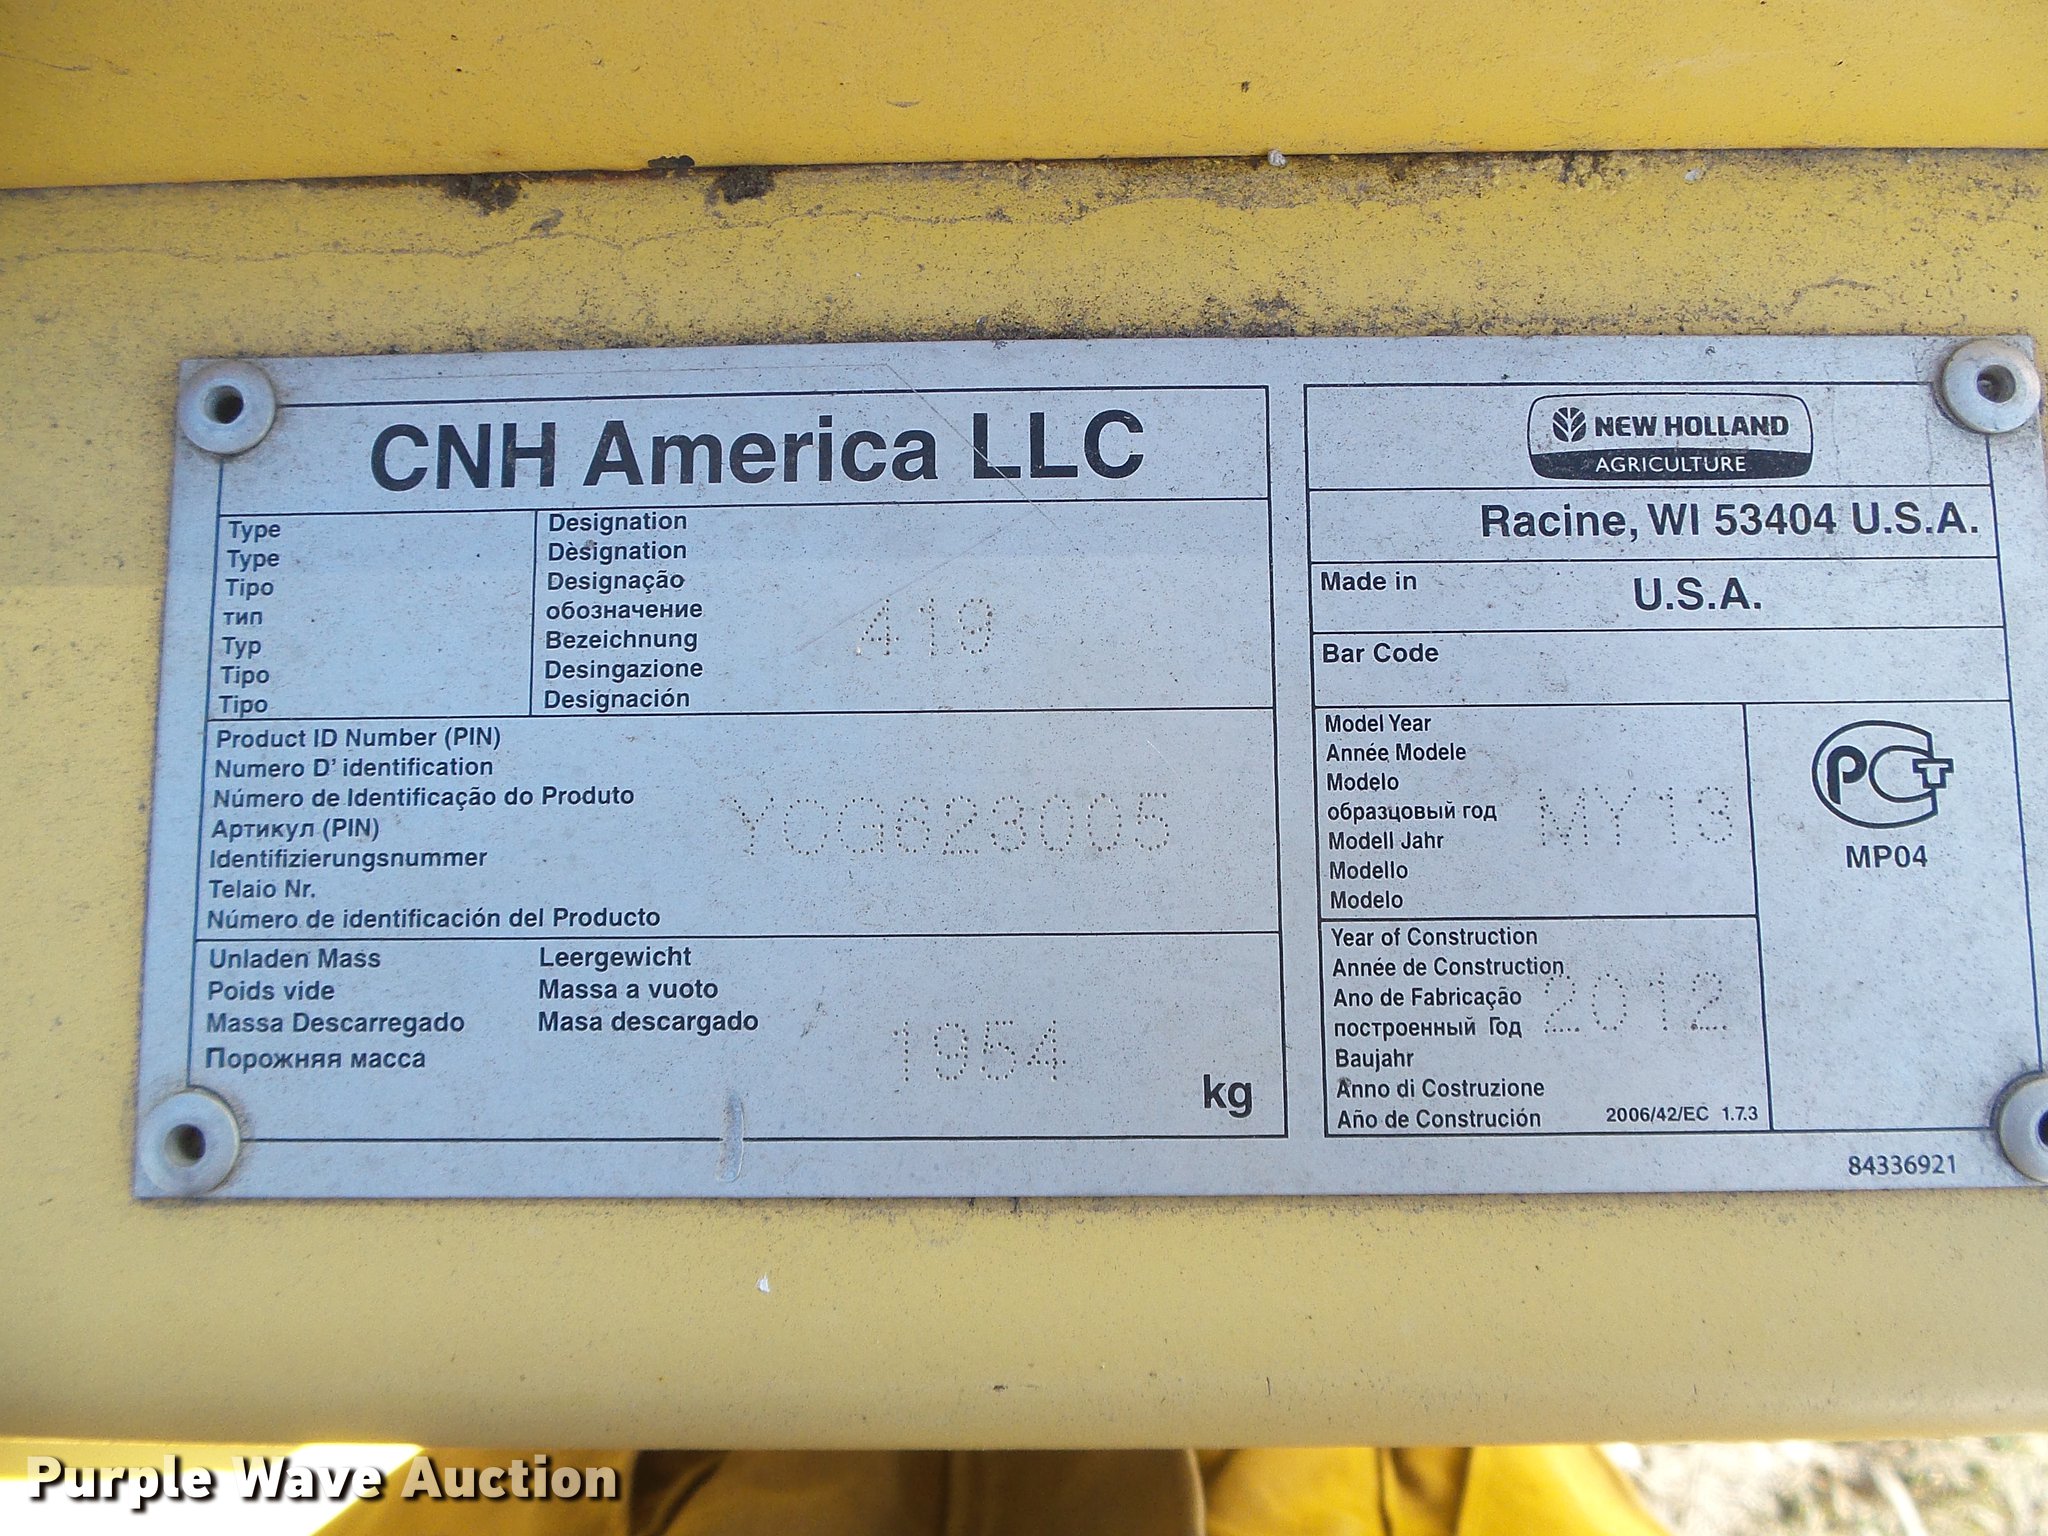 CNH America LLC
Type
Type
Tipo
тип
Typ
Tipo
Tipo
Designation
Dèsignation
Designação
обозначение
Bezeichnung
Desingazione
Designación
419
Product ID Number (PIN)
Numero D' identification
Número de Identificação do Produto
Артикул (PIN)
Identifizierungsnummer
Telaio Nr.
Número de identificación del Producto
YCG623005
Unladen Mass
Poids vide
Massa Descarregado
Порожняя масса
Leergewicht
Massa a vuoto
Masa descargado
1954
kg
NEW HOLLAND
AGRICULTURE
Racine, WI 53404 U.S.A.
Made in U.S.A.
Bar Code
Model Year
Année Modele
Modelo
образцовый год
Modell Jahr
Modello
Modelo
MY13
PCT
MP04
Year of Construction
Année de Construction
Ano de Fabricação
построенный Год
Baujahr
Anno di Costruzione
Año de Construción
2012
2006/42/EC 1.7.3
84336921
Purple Wave Auction